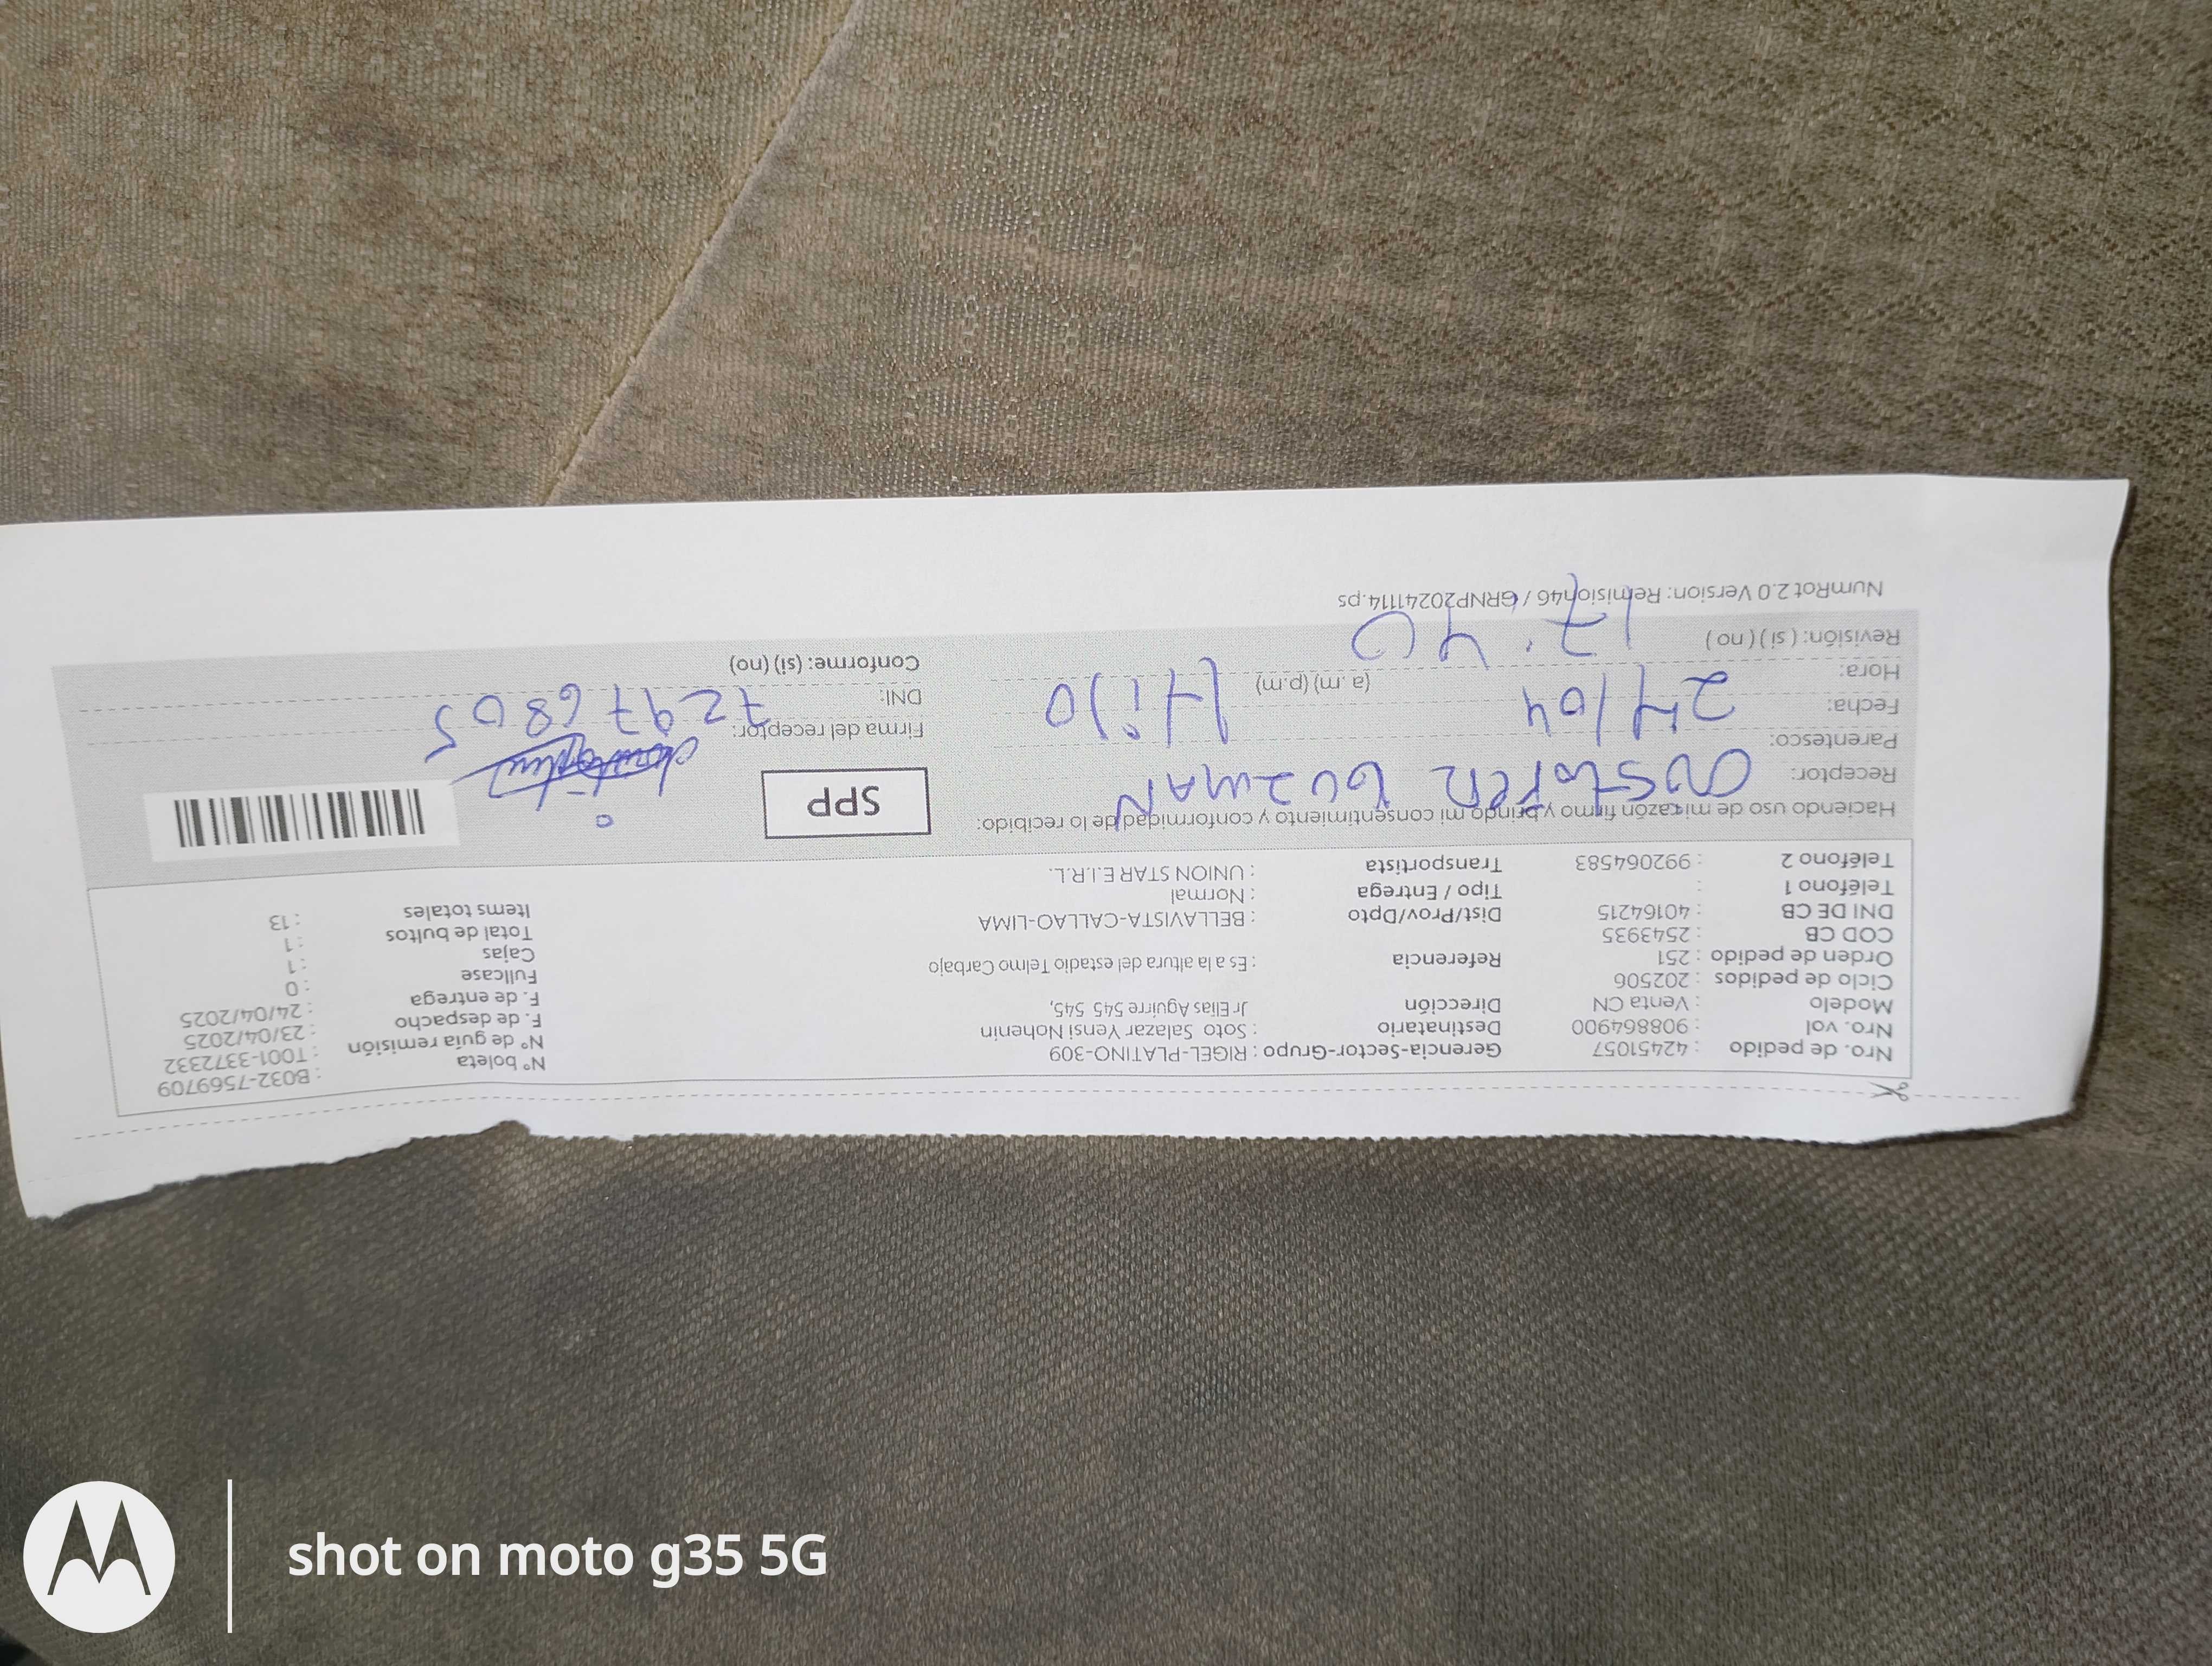 Nro. de pedido : 42451057 Gerencia-Sector-Grupo : RIGEL-PLATINO-309 N° boleta : B032-7569709
Nro. vol : 908864900 Destinatario : Soto Salazar Yensi Nohenin N° de guía remisión : T001-3372332
Modelo : Venta CN Dirección Jr Elias Aguirre 545 545, F. de despacho : 23/04/2025
Ciclo de pedidos : 202506 F. de entrega : 24/04/2025
Orden de pedido : 251 Referencia : Es a la altura del estadio Telmo Carbajo Fullcase : 0
COD CB : 2543935 Cajas : 1
DNI DE CB : 40164215 Dist/Prov/Dpto : BELLAVISTA-CALLAO-LIMA Total de bultos : 1
Teléfono 1 : Tipo / Entrega : Normal Items totales : 13
Teléfono 2 : 992064583 Transportista : UNION STAR E.I.R.L.
Haciendo uso de mi razón firmo y brindo mi consentimiento y conformidad de lo recibido:
Receptor: GUZMAN
SPP
Parentesco: Hijo
Firma del receptor:
Fecha: 24/04
DNI: 72976805
Hora: 17:40 (a.m) (p.m)
Conforme: (si) (no)
Revisión: ( si ) ( no )
NumRot 2.0 Version: Remision46 / GRNP20241114.ps
shot on moto g35 5G